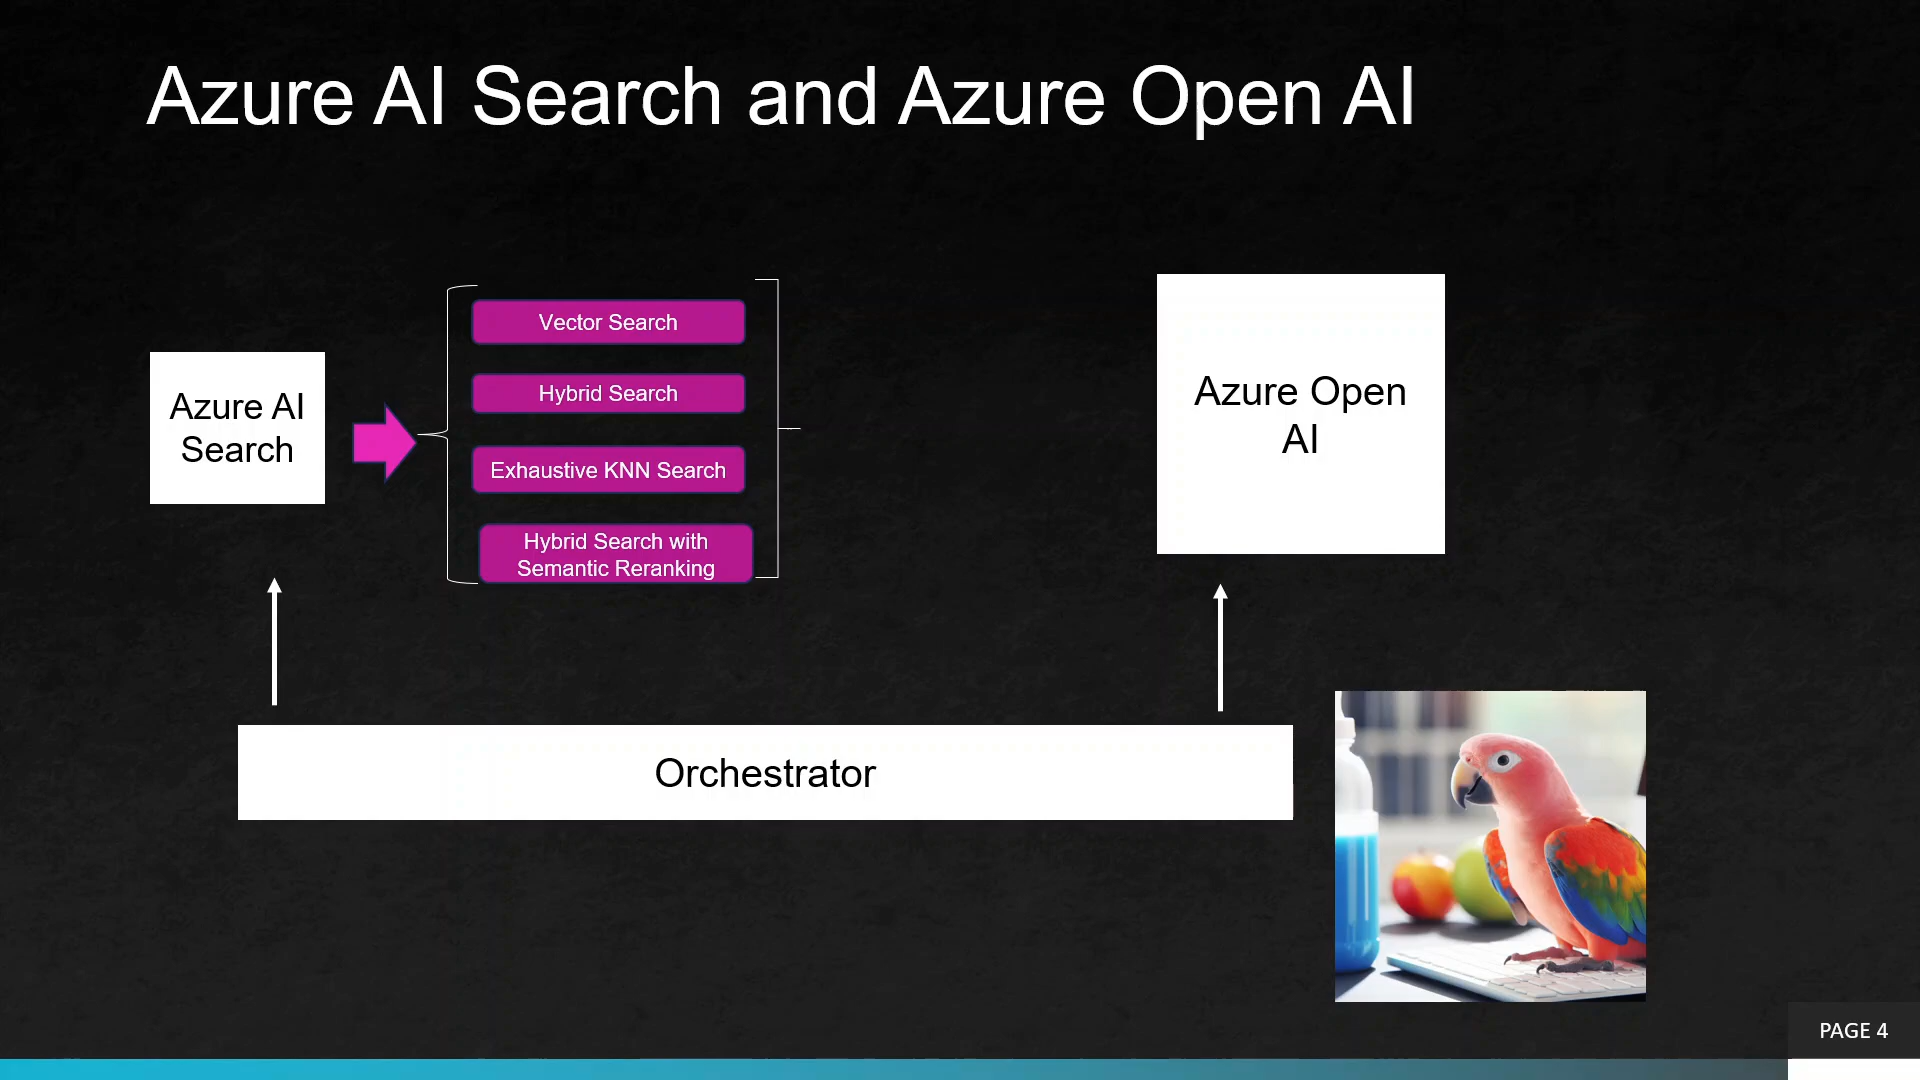 Azure AI Search and Azure Open AI
Azure AI
Search
Vector Search
Hybrid Search
Exhaustive KNN Search
Hybrid Search with
Semantic Reranking
Azure Open
AI
Orchestrator
PAGE 4